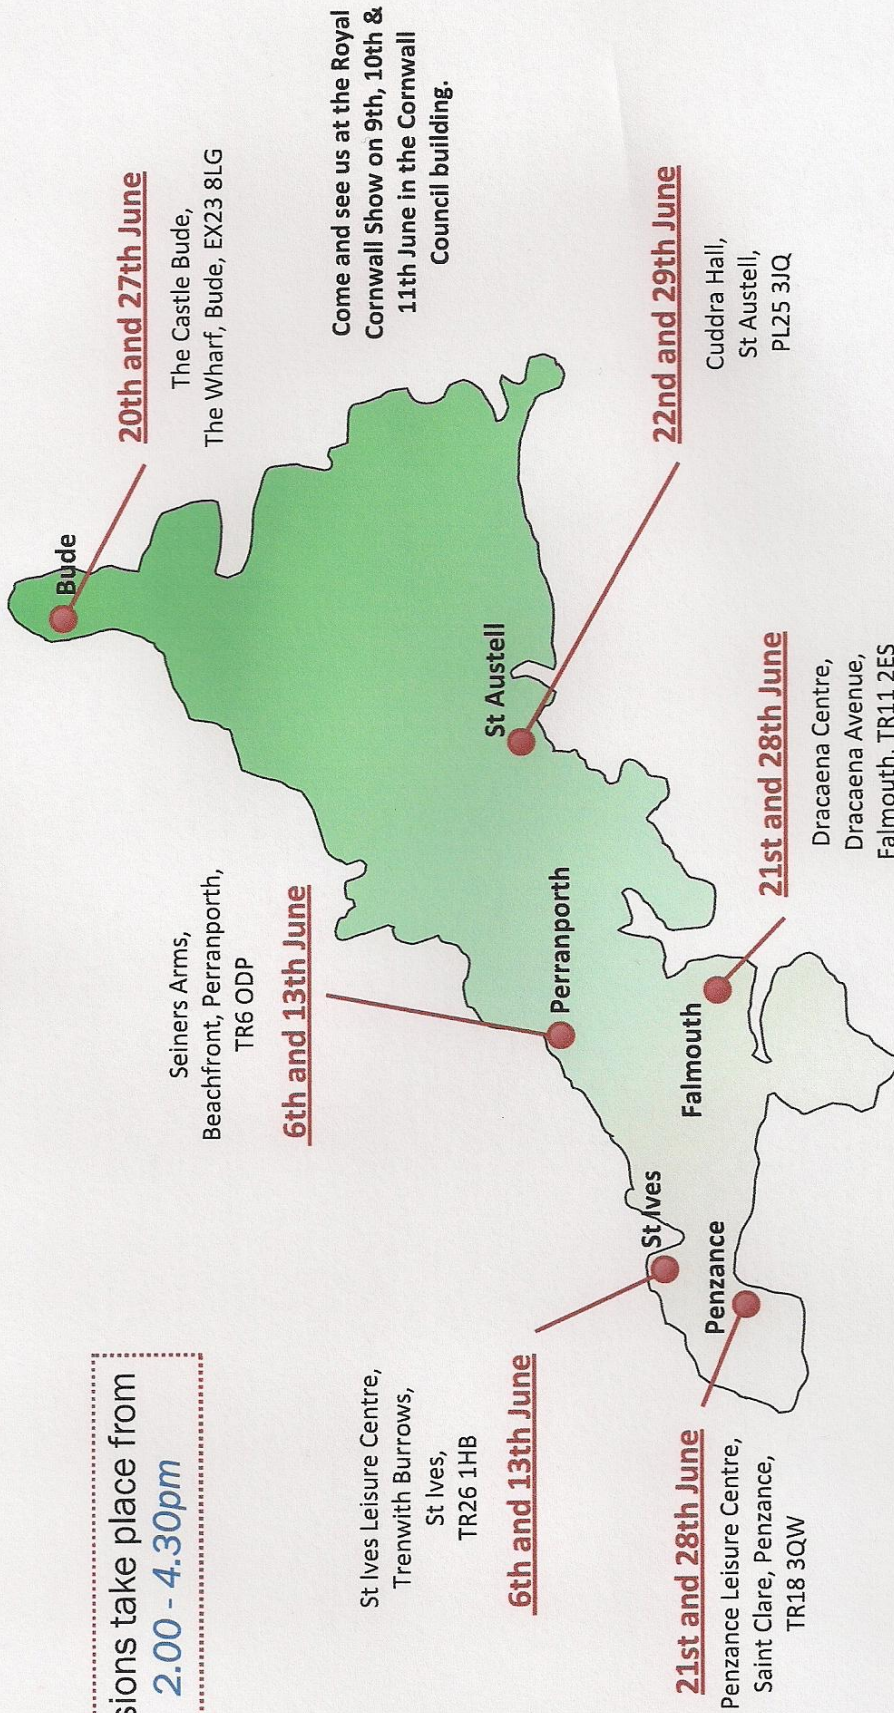 sions take place from
2.00 - 4.30pm
Seiners Arms,
Beachfront, Perranporth,
TR6 ODP
6th and 13th June
Bude
20th and 27th June
The Castle Bude,
The Wharf, Bude, EX23 8LG
Come and see us at the Royal
Cornwall Show on 9th, 10th &
11th June in the Cornwall
Council building.
St Ives Leisure Centre,
Trenwith Burrows,
St Ives,
TR26 1HB
6th and 13th June
St Austell
Perranporth
St Ives
Falmouth
Penzance
22nd and 29th June
Cuddra Hall,
St Austell,
PL25 3JQ
21st and 28th June
Penzance Leisure Centre,
Saint Clare, Penzance,
TR18 3QW
21st and 28th June
Dracaena Centre,
Dracaena Avenue,
Falmouth, TR11 2ES